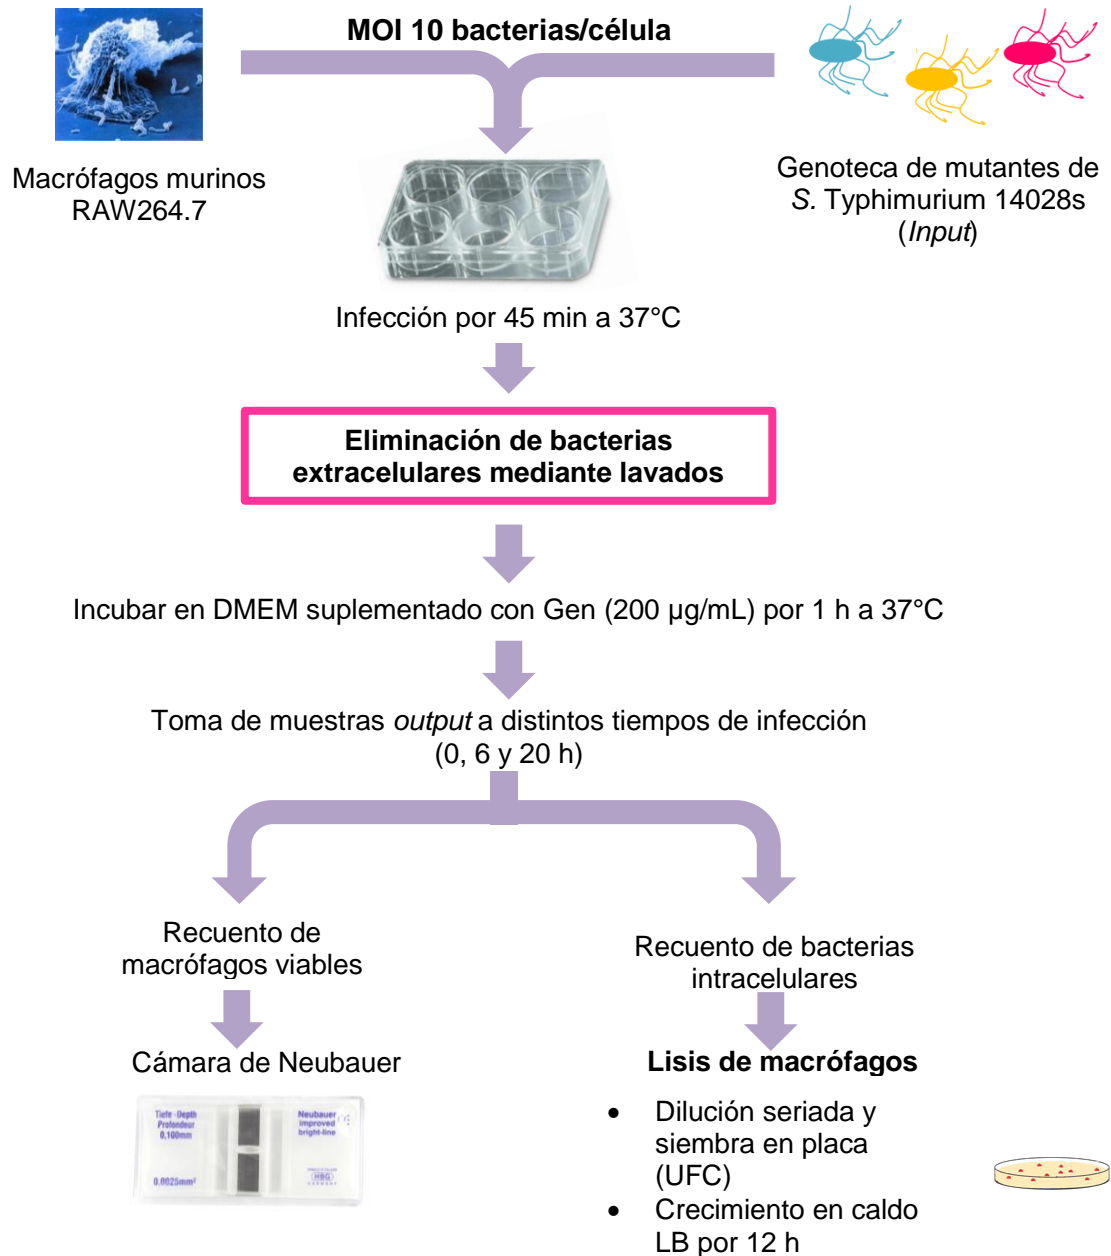 MOI 10 bacterias/célula
Macrófagos murinos
RAW264.7
Genoteca de mutantes de
S. Typhimurium 14028s
(Input)
Infección por 45 min a 37°C
Eliminación de bacterias
extracelulares mediante lavados
Incubar en DMEM suplementado con Gen (200 µg/mL) por 1 h a 37°C
Toma de muestras output a distintos tiempos de infección
(0, 6 y 20 h)
Recuento de
macrófagos viables
Cámara de Neubauer
Tiefe-Depth
Profondeur
0,100mm
0.0025mm²
Neubauer
improved
bright-line
HBG
GERMANY
Recuento de bacterias
intracelulares
Lisis de macrófagos
• Dilución seriada y
siembra en placa
(UFC)
• Crecimiento en caldo
LB por 12 h